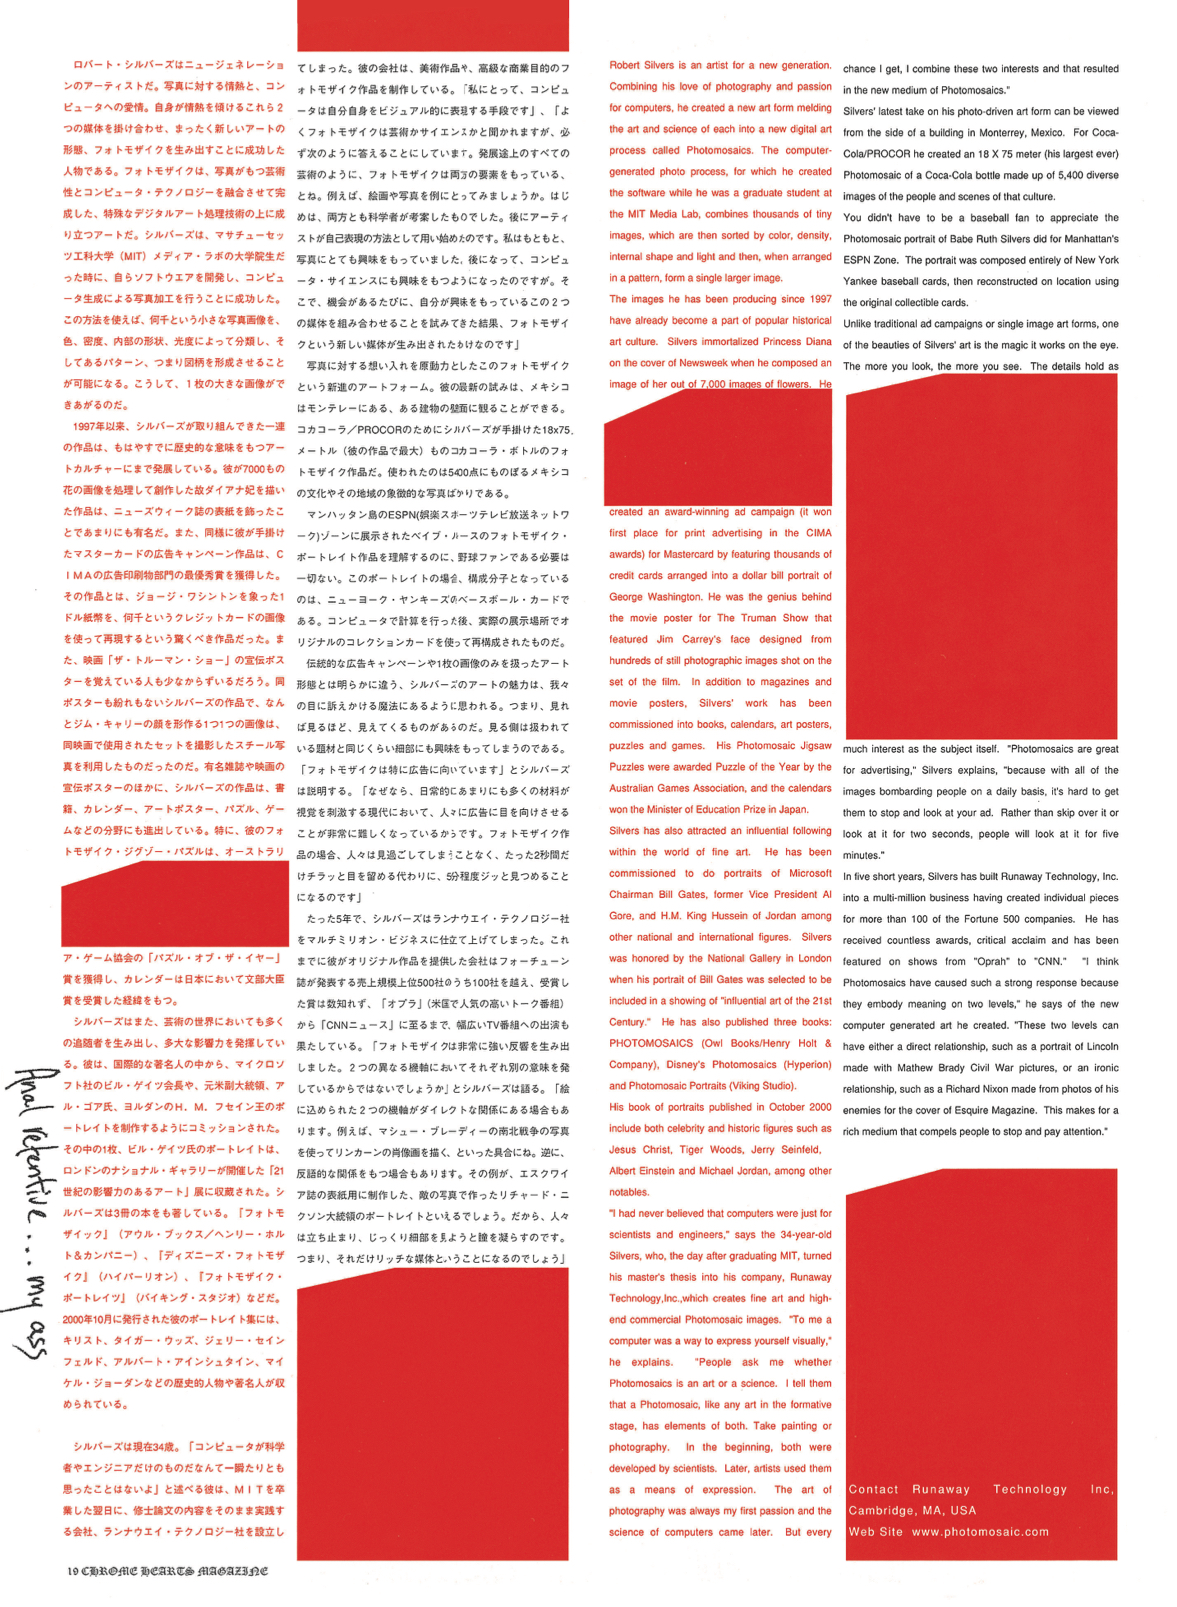 ロバート・シルバーズはニュージェネレーショ
ンのアーティストだ。写真に対する情熱と、コン
ピュータへの愛情。自身が情熱を傾けるこれら2
つの媒体を掛け合わせ、まったく新しいアートの
形態、フォトモザイクを生み出すことに成功した
人物である。フォトモザイクは、写真がもつ芸術
性とコンピュータ・テクノロジーを融合させて完
成した、特殊なデジタルアート処理技術の上に成
り立つアートだ。シルバーズは、マサチューセッ
ツ工科大学（MIT）メディア・ラボの大学院生だ
った時に、自らソフトウエアを開発し、コンピュ
ータ生成による写真加工を行うことに成功した。
この方法を使えば、何千という小さな写真画像を、
色、密度、内部の形状、光度によって分類し、そ
してあるパターン、つまり図柄を形成させること
が可能になる。こうして、1枚の大きな画像がで
きあがるのだ。
1997年以来、シルバーズが取り組んできた一連
の作品は、もはやすでに歴史的な意味をもつアー
トカルチャーにまで発展している。彼が7000もの
花の画像を処理して創作した故ダイアナ妃を描い
た作品は、ニューズウィーク誌の表紙を飾ったこ
とであまりにも有名だ。また、同様に彼が手掛け
たマスターカードの広告キャンペーン作品は、C
IMAの広告印刷物部門の最優秀賞を獲得した。
その作品とは、ジョージ・ワシントンを象った1
ドル紙幣を、何千というクレジットカードの画像
を使って再現するという驚くべき作品だった。ま
た、映画「ザ・トルーマン・ショー」の宣伝ポス
ターを覚えている人も少なからずいるだろう。同
ポスターも紛れもないシルバーズの作品で、なん
とジム・キャリーの顔を形作る1つ1つの画像は、
同映画で使用されたセットを撮影したスチール写
真を利用したものだったのだ。有名雑誌や映画の
宣伝ポスターのほかに、シルバーズの作品は、書
籍、カレンダー、アートポスター、パズル、ゲー
ムなどの分野にも進出している。特に、彼のフォ
トモザイク・ジグゾー・パズルは、オーストラリ
ア・ゲーム協会の「パズル・オブ・ザ・イヤー」
賞を獲得し、カレンダーは日本において文部大臣
賞を受賞した経緯をもつ。
シルバーズはまた、芸術の世界においても多く
の追随者を生み出し、多大な影響力を発揮してい
る。彼は、国際的な著名人の中から、マイクロソ
フト社のビル・ゲイツ会長や、元米副大統領、ア
ル・ゴア氏、ヨルダンのH．M．フセイン王のポ
ートレイトを制作するようにコミションされた。
その中の1枚、ビル・ゲイツ氏のポートレイトは、
ロンドンのナショナル・ギャラリーが開催した「21
世紀の影響力のあるアート」展に収蔵された。シ
ルバーズは3冊の本をも著している。『フォトモ
ザイック』（アウル・ブックス／ヘンリー・ホル
ト＆カンパニー）、『ディズニーズ・フォトモザ
イク』（ハイパーリオン）、『フォトモザイク・
ポートレイツ』（バイキング・スタジオ）などだ。
2000年10月に発行された彼のポートレイト集には、
キリスト、タイガー・ウッズ、ジェリー・セイン
フェルド、アルバート・アインシュタイン、マイ
ケル・ジョーダンなどの歴史的人物や著名人が収
められている。
シルバーズは現在34歳。「コンピュータが科学
者やエンジニアだけのものだなんて一瞬たりとも
思ったことはないよ」と述べる彼は、MITを卒
業した翌日に、修士論文の内容をそのまま実践す
る会社、ランナウエイ・テクノロジー社を設立し
てしまった。彼の会社は、美術作品や、高級な商業目的のフ
ォトモザイク作品を制作している。「私にとって、コンピュ
ータは自分自身をビジュアル的に表現する手段です」、「よ
くフォトモザイクは芸術かサイエンスかと聞かれますが、必
ず次のように答えることにしています。発展途上のすべての
芸術のように、フォトモザイクは両方の要素をもっている、
とね。例えば、絵画や写真を例にとってみましょうか。はじ
めは、両方とも科学者が考案したものでした。後にアーティ
ストが自己表現の方法として用い始めたのです。私はもともと、
写真にとても興味をもっていました。後になって、コンピュ
ータ・サイエンスにも興味をもつようになったのですが。そ
こで、機会があるたびに、自分が興味をもっているこの2つ
の媒体を組み合わせることを試みてきた結果、フォトモザイ
クという新しい媒体が生み出されたわけなのです」
写真に対する想い入れを原動力としたこのフォトモザイク
という新進のアートフォーム。彼の最新の試みは、メキシコ
はモンテレーにある、ある建物の壁面に観ることができる。
コカコーラ／PROCORのためにシルバーズが手掛けた18x75
メートル（彼の作品で最大）ものコカコーラ・ボトルのフォ
トモザイク作品だ。使われたのは5400点にものぼるメキシコ
の文化やその地域の象徴的な写真ばかりである。
マンハッタン島のESPN(娯楽スポーツテレビ放送ネットワ
ーク)ゾーンに展示されたベイブ・ルースのフォトモザイク・
ポートレイト作品を理解するのに、野球ファンである必要は
一切ない。このポートレイトの場合、構成分子となっている
のは、ニューヨーク・ヤンキーズのベースボール・カードで
ある。コンピュータで計算を行った後、実際の展示場所でオ
リジナルのコレクションカードを使って再構成されたものだ。
伝統的な広告キャンペーンや1枚の画像のみを扱ったアート
形態とは明らかに違う、シルバーズのアートの魅力は、我々
の目に訴えかける魔法にあるように思われる。つまり、見れ
ば見るほど、見えてくるものがあるのだ。見る側は扱われて
いる題材と同じくらい細部にも興味をもってしまうのである。
「フォトモザイクは特に広告に向いています」とシルバーズ
は説明する。「なぜなら、日常的にあまりにも多くの材料が
視覚を刺激する現代において、人々に広告に目を向けさせる
ことが非常に難しくなっているからです。フォトモザイク作
品の場合、人々は見過ごしてしまうことなく、たった2秒間だ
けチラッと目を留める代わりに、5分程度ジッと見つめること
になるのです」
たった5年で、シルバーズはランナウエイ・テクノロジー社
をマルチミリオン・ビジネスに仕立て上げてしまった。これ
までに彼がオリジナル作品を提供した会社はフォーチューン
誌が発表する売上規模上位500社のうち100社を越え、受賞し
た賞は数知れず、「オプラ」（米国で人気の高いトーク番組）
から「CNNニュース」に至るまで、幅広いTV番組への出演も
果たしている。「フォトモザイクは非常に強い反響を生み出
しました。2つの異なる機軸においてそれぞれ別の意味を発
しているからではないでしょうか」とシルバーズは語る。「絵
に込められた2つの機軸がダイレクトな関係にある場合もあ
ります。例えば、マシュー・ブレーディーの南北戦争の写真
を使ってリンカーンの肖像画を描く、といった具合にね。逆に、
反語的な関係をもつ場合もあります。その例が、エスクワイ
ア誌の表紙用に制作した、敵の写真で作ったリチャード・ニ
クソン大統領のポートレイトといえるでしょう。だから、人々
は立ち止まり、じっくり細部を見ようと瞳を凝らすのです。
つまり、それだけリッチな媒体ということになるのでしょう」
Robert Silvers is an artist for a new generation.
Combining his love of photography and passion
for computers, he created a new art form melding
the art and science of each into a new digital art
process called Photomosaics. The computer-
generated photo process, for which he created
the software while he was a graduate student at
the MIT Media Lab, combines thousands of tiny
images, which are then sorted by color, density,
internal shape and light and then, when arranged
in a pattern, form a single larger image.
The images he has been producing since 1997
have already become a part of popular historical
art culture. Silvers immortalized Princess Diana
on the cover of Newsweek when he composed an
image of her out of 7,000 images of flowers. He
created an award-winning ad campaign (it won
first place for print advertising in the CIMA
awards) for Mastercard by featuring thousands of
credit cards arranged into a dollar bill portrait of
George Washington. He was the genius behind
the movie poster for The Truman Show that
featured Jim Carrey's face designed from
hundreds of still photographic images shot on the
set of the film. In addition to magazines and
movie posters, Silvers' work has been
commissioned into books, calendars, art posters,
puzzles and games. His Photomosaic Jigsaw
Puzzles were awarded Puzzle of the Year by the
Australian Games Association, and the calendars
won the Minister of Education Prize in Japan.
Silvers has also attracted an influential following
within the world of fine art. He has been
commissioned to do portraits of Microsoft
Chairman Bill Gates, former Vice President Al
Gore, and H.M. King Hussein of Jordan among
other national and international figures. Silvers
was honored by the National Gallery in London
when his portrait of Bill Gates was selected to be
included in a showing of "influential art of the 21st
Century." He has also published three books:
PHOTOMOSAICS (Owl Books/Henry Holt &
Company), Disney's Photomosaics (Hyperion)
and Photomosaic Portraits (Viking Studio).
His book of portraits published in October 2000
include both celebrity and historic figures such as
Jesus Christ, Tiger Woods, Jerry Seinfeld,
Albert Einstein and Michael Jordan, among other
notables.
"I had never believed that computers were just for
scientists and engineers," says the 34-year-old
Silvers, who, the day after graduating MIT, turned
his master's thesis into his company, Runaway
Technology,Inc.,which creates fine art and high-
end commercial Photomosaic images. "To me a
computer was a way to express yourself visually,"
he explains. "People ask me whether
Photomosaics is an art or a science. I tell them
that a Photomosaic, like any art in the formative
stage, has elements of both. Take painting or
photography. In the beginning, both were
developed by scientists. Later, artists used them
as a means of expression. The art of
photography was always my first passion and the
science of computers came later. But every
chance I get, I combine these two interests and that resulted
in the new medium of Photomosaics."
Silvers' latest take on his photo-driven art form can be viewed
from the side of a building in Monterrey, Mexico. For Coca-
Cola/PROCOR he created an 18 X 75 meter (his largest ever)
Photomosaic of a Coca-Cola bottle made up of 5,400 diverse
images of the people and scenes of that culture.
You didn't have to be a baseball fan to appreciate the
Photomosaic portrait of Babe Ruth Silvers did for Manhattan's
ESPN Zone. The portrait was composed entirely of New York
Yankee baseball cards, then reconstructed on location using
the original collectible cards.
Unlike traditional ad campaigns or single image art forms, one
of the beauties of Silvers' art is the magic it works on the eye.
The more you look, the more you see. The details hold as
much interest as the subject itself. "Photomosaics are great
for advertising," Silvers explains, "because with all of the
images bombarding people on a daily basis, it's hard to get
them to stop and look at your ad. Rather than skip over it or
look at it for two seconds, people will look at it for five
minutes."
In five short years, Silvers has built Runaway Technology, Inc.
into a multi-million business having created individual pieces
for more than 100 of the Fortune 500 companies. He has
received countless awards, critical acclaim and has been
featured on shows from "Oprah" to "CNN." "I think
Photomosaics have caused such a strong response because
they embody meaning on two levels," he says of the new
computer generated art he created. "These two levels can
have either a direct relationship, such as a portrait of Lincoln
made with Mathew Brady Civil War pictures, or an ironic
relationship, such as a Richard Nixon made from photos of his
enemies for the cover of Esquire Magazine. This makes for a
rich medium that compels people to stop and pay attention."
Contact Runaway Technology Inc,
Cambridge, MA, USA
Web Site www.photomosaic.com
Anal retentive... my ass
19 CHROME HEARTS MAGAZINE